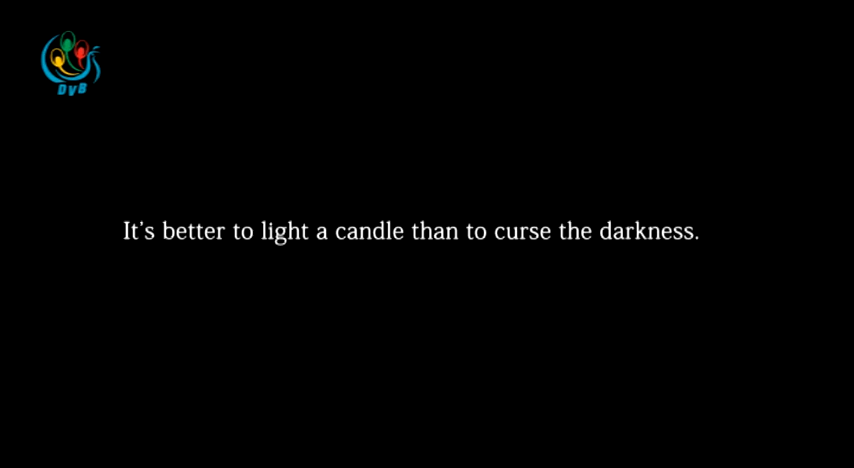 DVB
It’s better to light a candle than to curse the darkness.